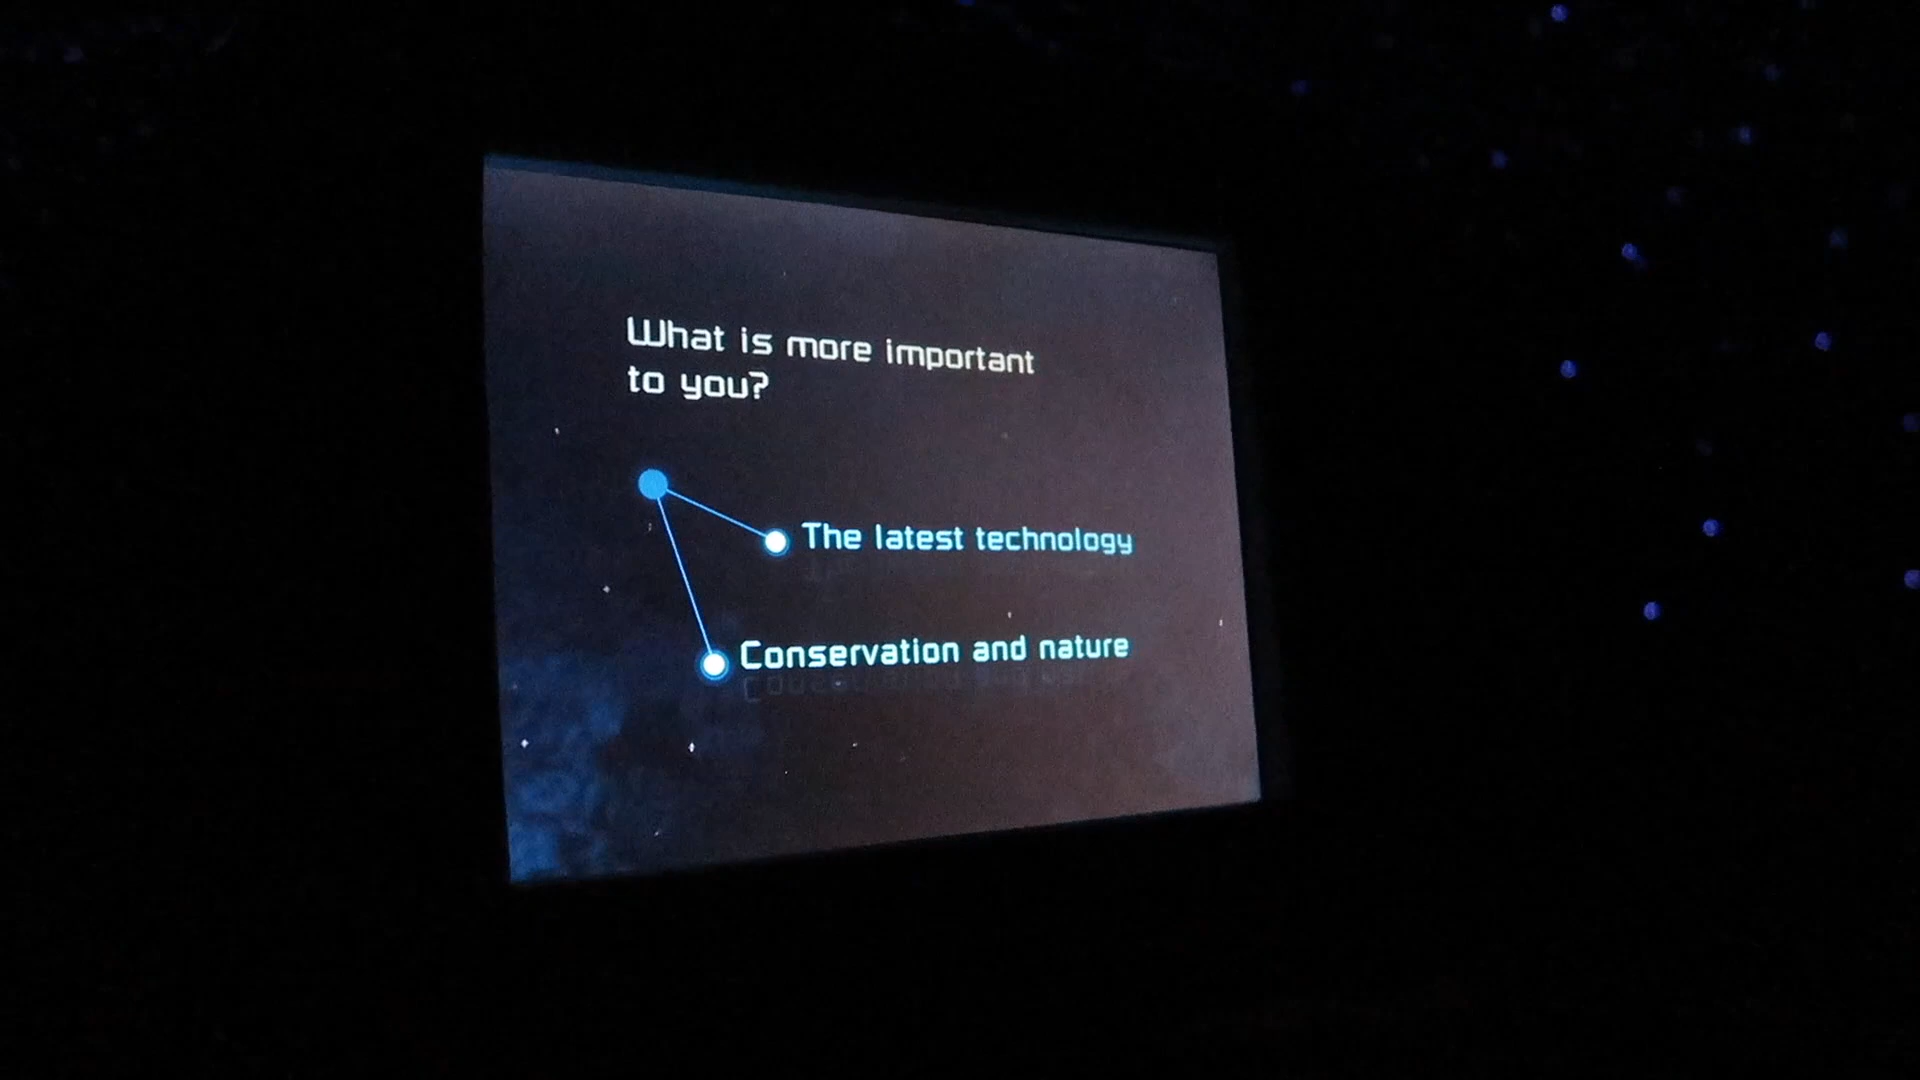 What is more important
to you?
The latest technology
Conservation and nature